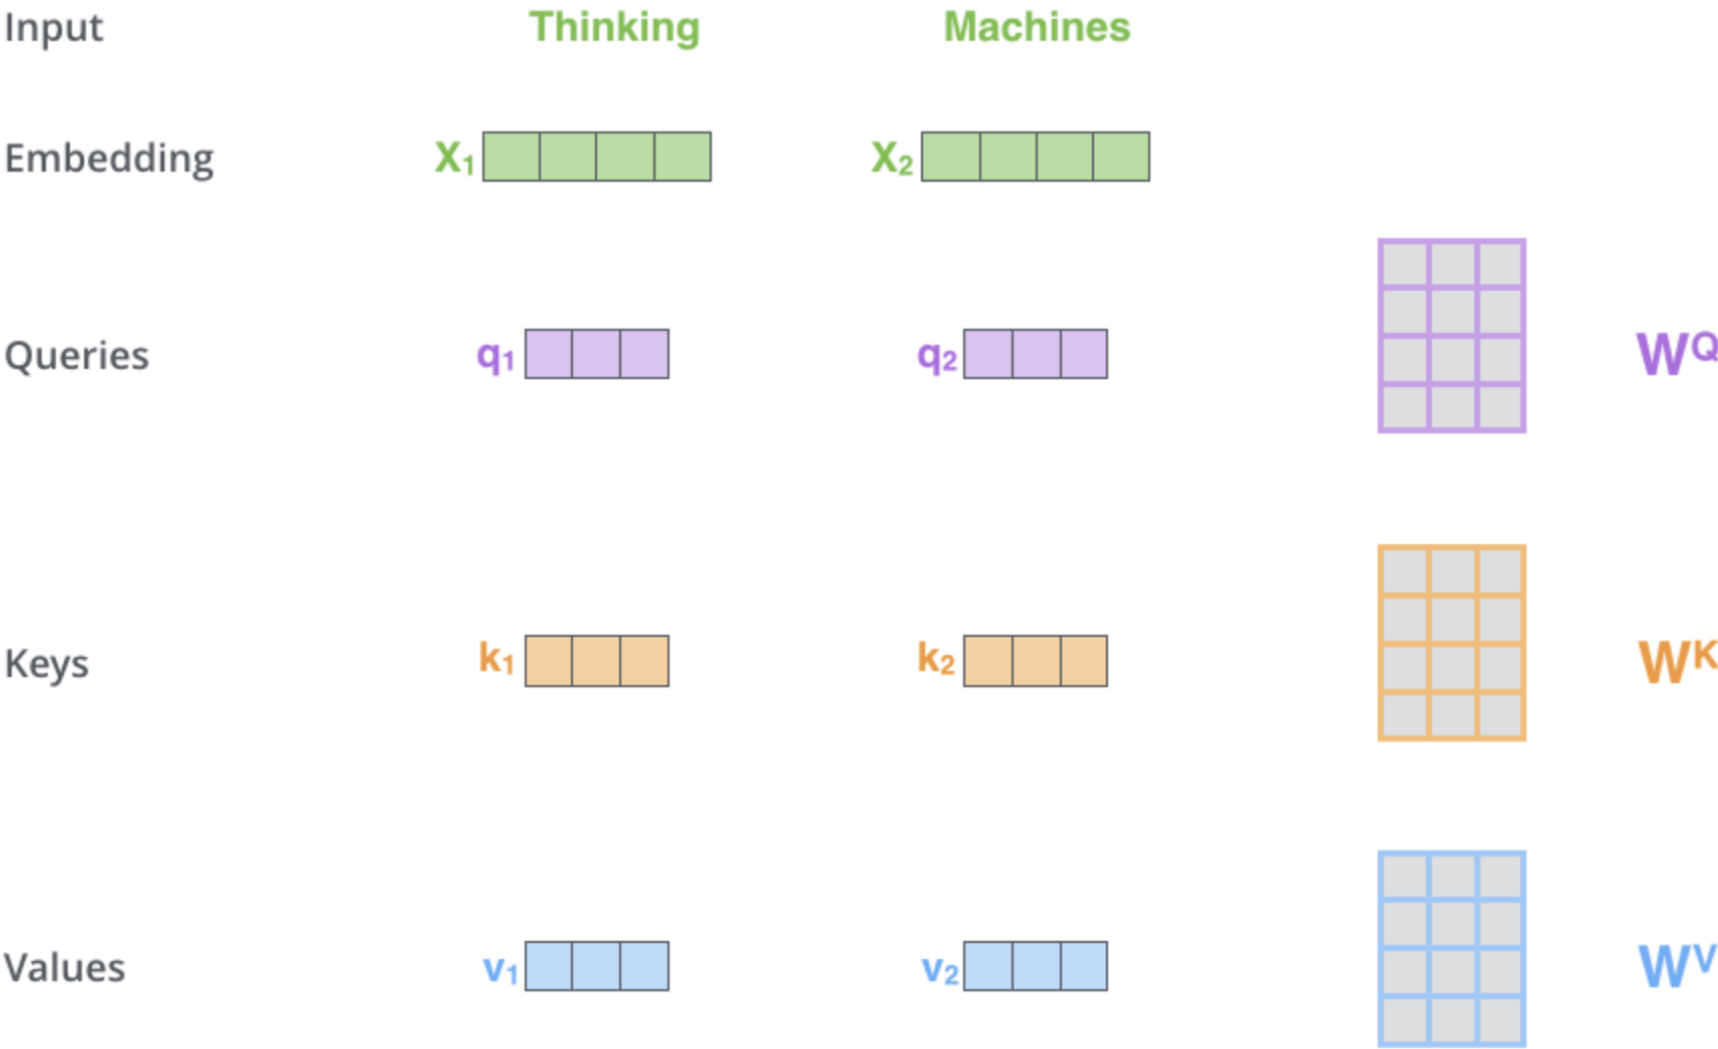 Input Thinking Machines
Embedding X1 X2
Queries q1 q2 WQ
Keys k1 k2 WK
Values v1 v2 WV